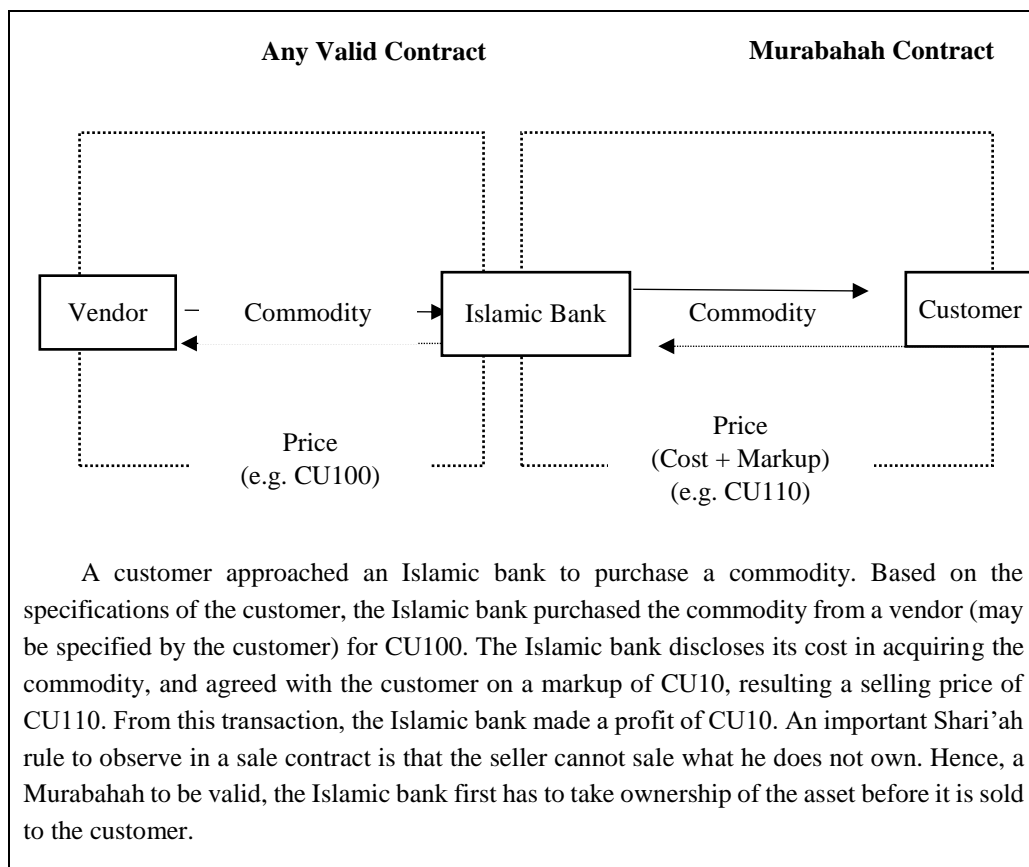 Any Valid Contract Murabahah Contract
Vendor Commodity Islamic Bank Commodity Customer
Price
(e.g. CU100)
Price
(Cost + Markup)
(e.g. CU110)
A customer approached an Islamic bank to purchase a commodity. Based on the
specifications of the customer, the Islamic bank purchased the commodity from a vendor (may
be specified by the customer) for CU100. The Islamic bank discloses its cost in acquiring the
commodity, and agreed with the customer on a markup of CU10, resulting a selling price of
CU110. From this transaction, the Islamic bank made a profit of CU10. An important Shari’ah
rule to observe in a sale contract is that the seller cannot sale what he does not own. Hence, a
Murabahah to be valid, the Islamic bank first has to take ownership of the asset before it is sold
to the customer.